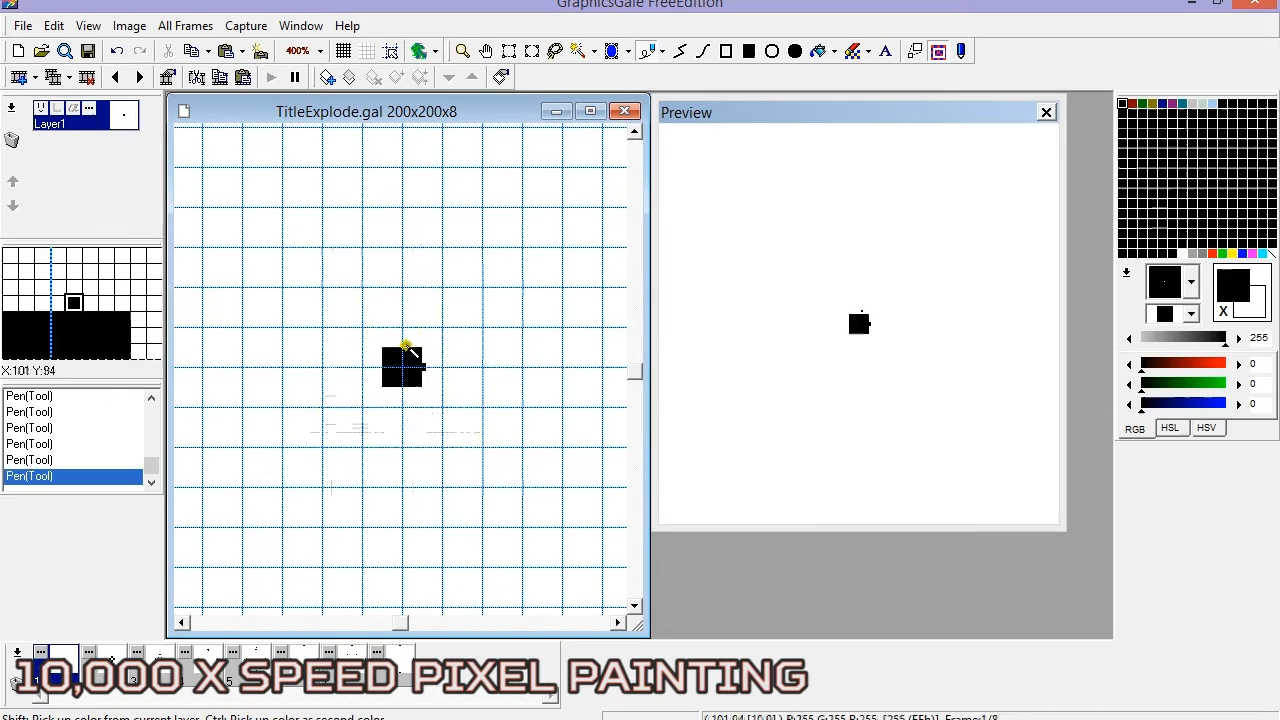 GraphicsGale FreeEdition
File Edit View Image All Frames Capture Window Help
400%
Layer1
TitleExplode.gal 200x200x8
Preview
X:101 Y:94
Pen(Tool)
Pen(Tool)
Pen(Tool)
Pen(Tool)
Pen(Tool)
Pen(Tool)
X
255
0
0
0
RGB HSL HSV
10,000 X SPEED PIXEL PAINTING
Shift: Pick up color from current layer, Ctrl: Pick up color as second color